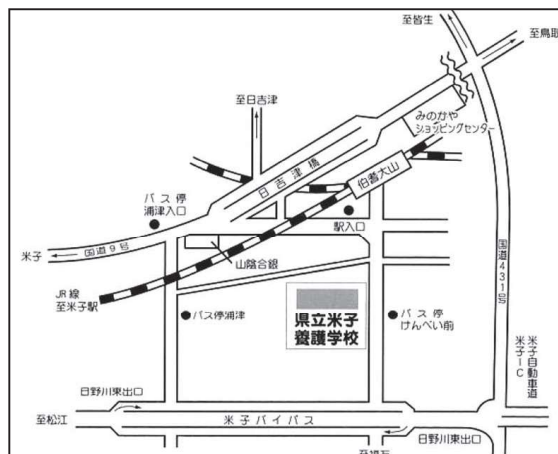 至皆生
至鳥取
至日吉津
みのかや
ショッピングセンター
日吉津橋
伯耆大山
バス停
浦津入口
駅入口
米子
国道9号
山陰合銀
国道431号
JR線
至米子駅
バス停浦津
県立米子
養護学校
バス停
けんぺい前
米子自動車道
米子IC
日野川東出口
至松江
米子バイパス
日野川東出口